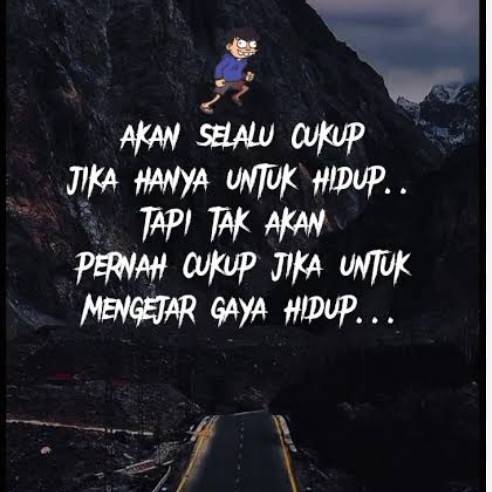 AKAN SELALU CUKUP
JIKA HANYA UNTUK HIDUP..
TAPI TAK AKAN
PERNAH CUKUP JIKA UNTUK
MENGEJAR GAYA HIDUP...